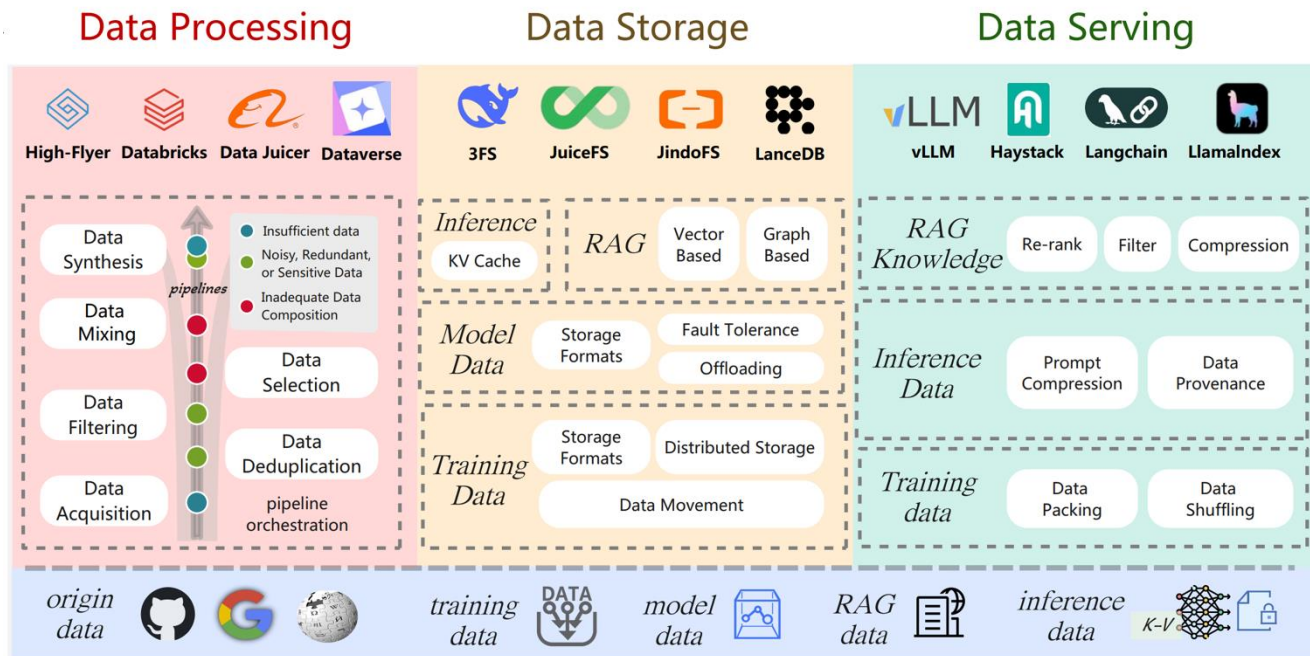 Data Processing
Data Storage
Data Serving
High-Flyer
Databricks
Data Juicer
Dataverse
3FS
JuiceFS
JindoFS
LanceDB
vLLM
vLLM
Haystack
Langchain
LlamaIndex
Data
Synthesis
pipelines
Data
Mixing
Data
Filtering
Data
Acquisition
Insufficient data
Noisy, Redundant,
or Sensitive Data
Inadequate Data
Composition
Data
Selection
Data
Deduplication
pipeline
orchestration
Inference
KV Cache
RAG
Vector
Based
Graph
Based
Model
Data
Storage
Formats
Fault Tolerance
Offloading
Training
Data
Storage
Formats
Distributed Storage
Data Movement
RAG
Knowledge
Re-rank
Filter
Compression
Inference
Data
Prompt
Compression
Data
Provenance
Training
data
Data
Packing
Data
Shuffling
origin
data
training
data
DATA
model
data
RAG
data
inference
data
K-V